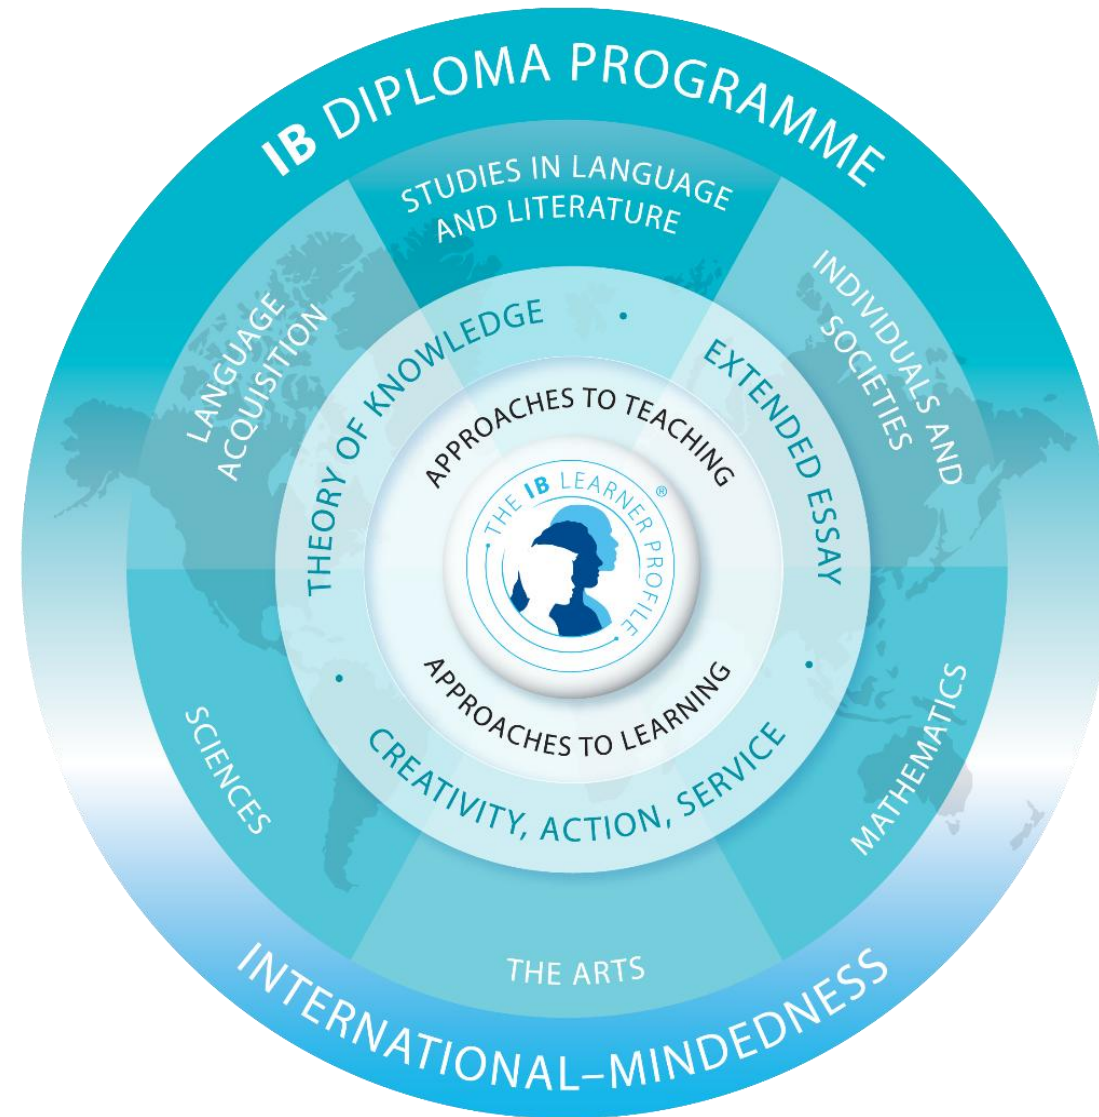 IB DIPLOMA PROGRAMME
STUDIES IN LANGUAGE
AND LITERATURE
LANGUAGE
ACQUISITION
INDIVIDUALS AND
SOCIETIES
THEORY OF KNOWLEDGE
•
EXTENDED ESSAY
APPROACHES TO TEACHING
THE IB LEARNER PROFILE ®
APPROACHES TO LEARNING
•
CREATIVITY, ACTION, SERVICE
•
SCIENCES
MATHEMATICS
THE ARTS
INTERNATIONAL–MINDEDNESS